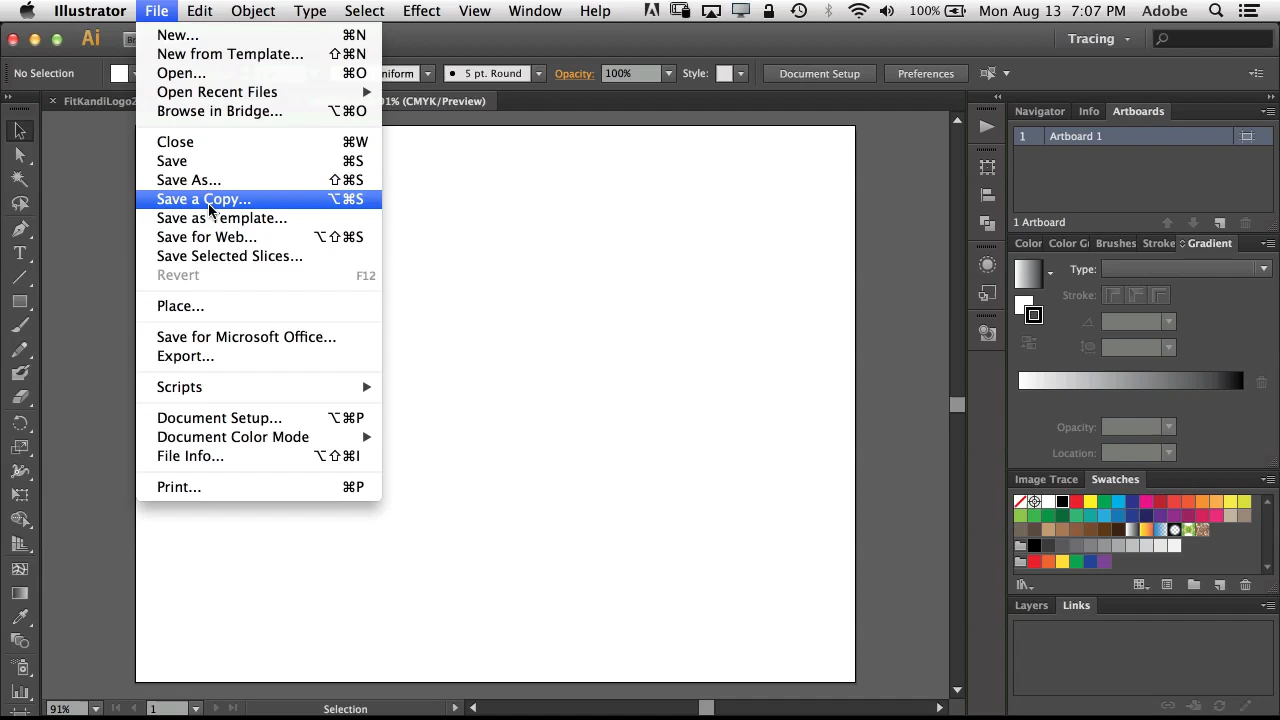 Illustrator File Edit Object Type Select Effect View Window Help 100% Mon Aug 13 7:07 PM Adobe
Ai Br Tracing
No Selection niform 5 pt. Round Opacity: 100% Style: Document Setup Preferences
FitKandiLogo2 91% (CMYK/Preview)
New... ⌘N
New from Template... ⇧⌘N
Open... ⌘O
Open Recent Files
Browse in Bridge... ⌥⌘O
Close ⌘W
Save ⌘S
Save As... ⇧⌘S
Save a Copy... ⌥⌘S
Save as Template...
Save for Web... ⌥⇧⌘S
Save Selected Slices...
Revert F12
Place...
Save for Microsoft Office...
Export...
Scripts
Document Setup... ⌥⌘P
Document Color Mode
File Info... ⌥⇧⌘I
Print... ⌘P
Navigator Info Artboards
1 Artboard 1
1 Artboard
Color Color G Brushes Stroke Gradient
Type:
Stroke:
Opacity:
Location:
Image Trace Swatches
Layers Links
91% 1 Selection